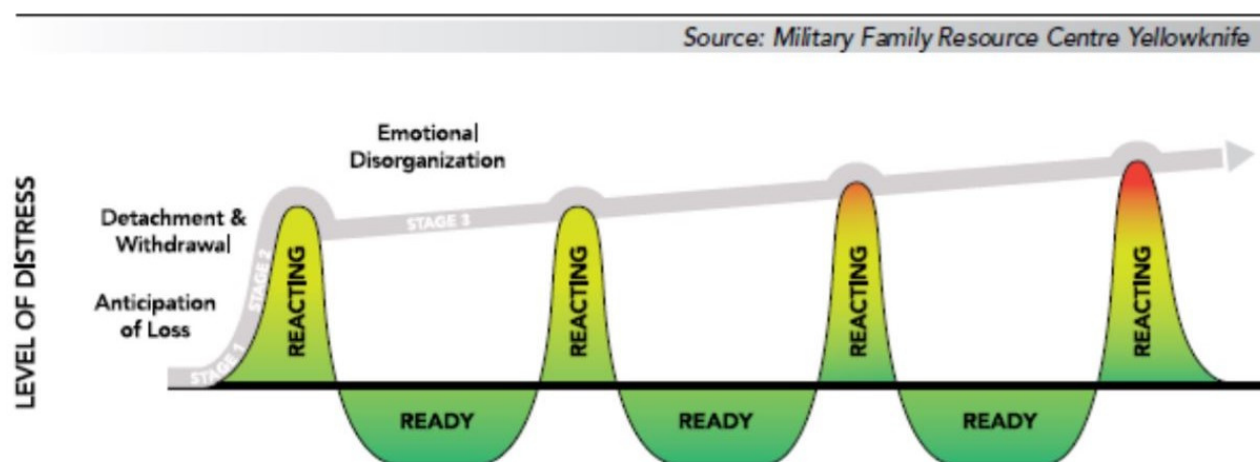 Source: Military Family Resource Centre Yellowknife
Emotional
Disorganization
Detachment &
Withdrawal
Anticipation
of Loss
LEVEL OF DISTRESS
STAGE 1
STAGE 2
STAGE 3
REACTING
REACTING
REACTING
REACTING
READY
READY
READY